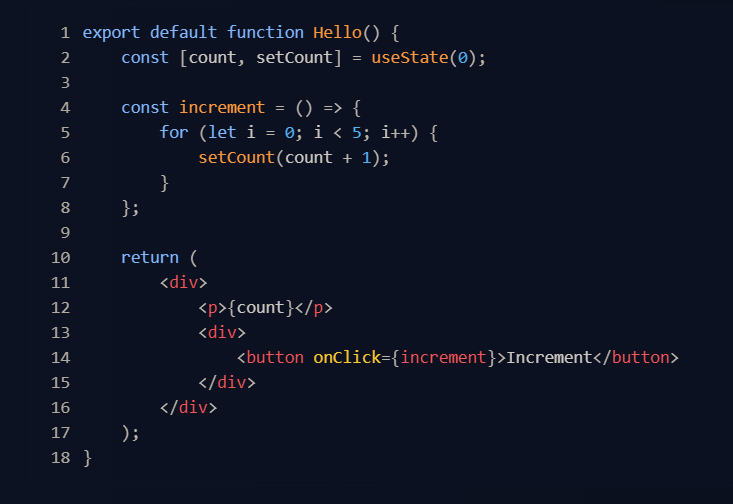 1 export default function Hello() {
2     const [count, setCount] = useState(0);
3
4     const increment = () => {
5         for (let i = 0; i < 5; i++) {
6             setCount(count + 1);
7         }
8     };
9
10     return (
11         <div>
12             <p>{count}</p>
13             <div>
14                 <button onClick={increment}>Increment</button>
15             </div>
16         </div>
17     );
18 }